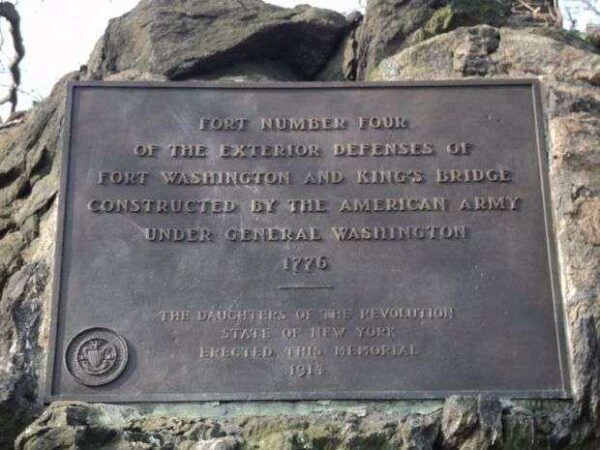 FORT NUMBER FOUR
OF THE EXTERIOR DEFENSES OF
FORT WASHINGTON AND KING'S BRIDGE
CONSTRUCTED BY THE AMERICAN ARMY
UNDER GENERAL WASHINGTON
1776
THE DAUGHTERS OF THE REVOLUTION
STATE OF NEW YORK
ERECTED THIS MEMORIAL
1914